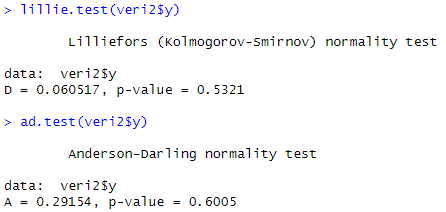 > lillie.test(veri2$y)
Lilliefors (Kolmogorov-Smirnov) normality test
data:  veri2$y
D = 0.060517, p-value = 0.5321
> ad.test(veri2$y)
Anderson-Darling normality test
data:  veri2$y
A = 0.29154, p-value = 0.6005